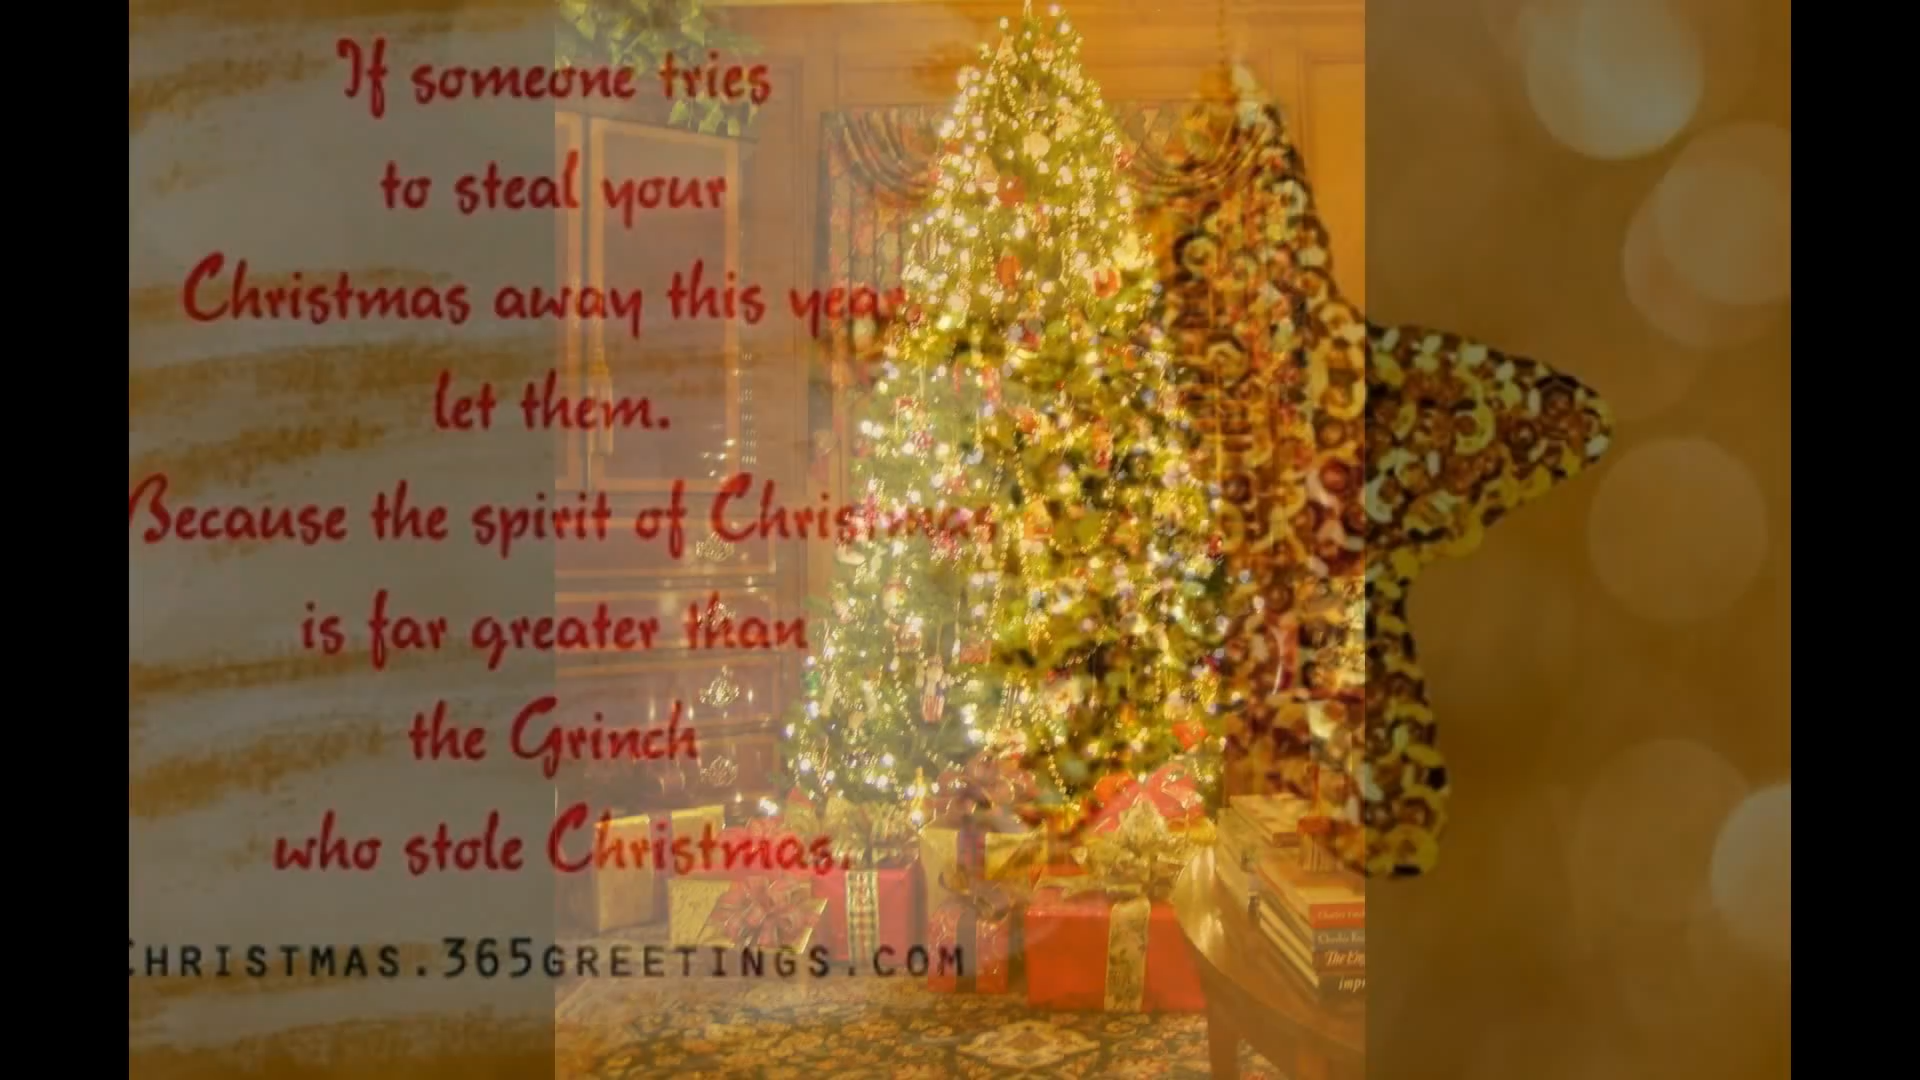 If someone tries
to steal your
Christmas away this year
let them.
Because the spirit of Christmas
is far greater than
the Grinch
who stole Christmas.
CHRISTMAS.365GREETINGS.COM